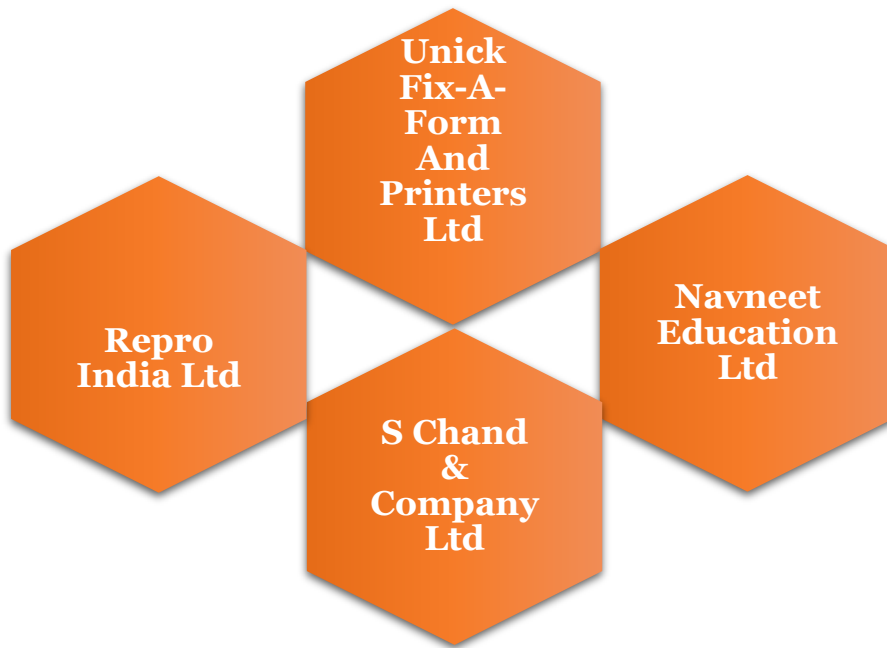 Unick
Fix-A-
Form
And
Printers
Ltd
Repro
India Ltd
Navneet
Education
Ltd
S Chand
&
Company
Ltd